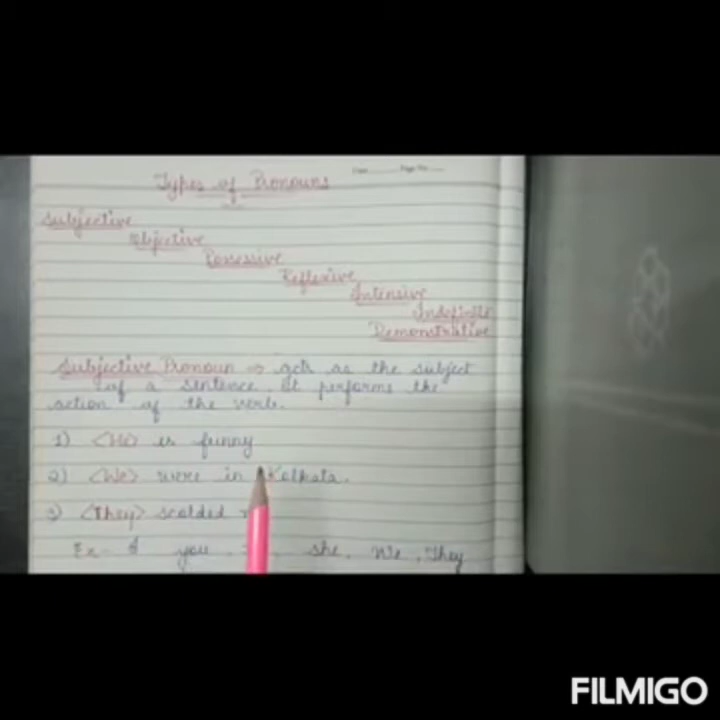 Types of Pronouns
Subjective
Objective
Possessive
Reflexive
Intensive
Indefinite
Demonstrative
Subjective Pronoun ⇒ acts as the subject
of a sentence. It performs the
action of the verb.
1) <He> is funny
2) <We> were in Kolkata.
3) <They> scolded
Ex- I you she, We, They
FILMIGO